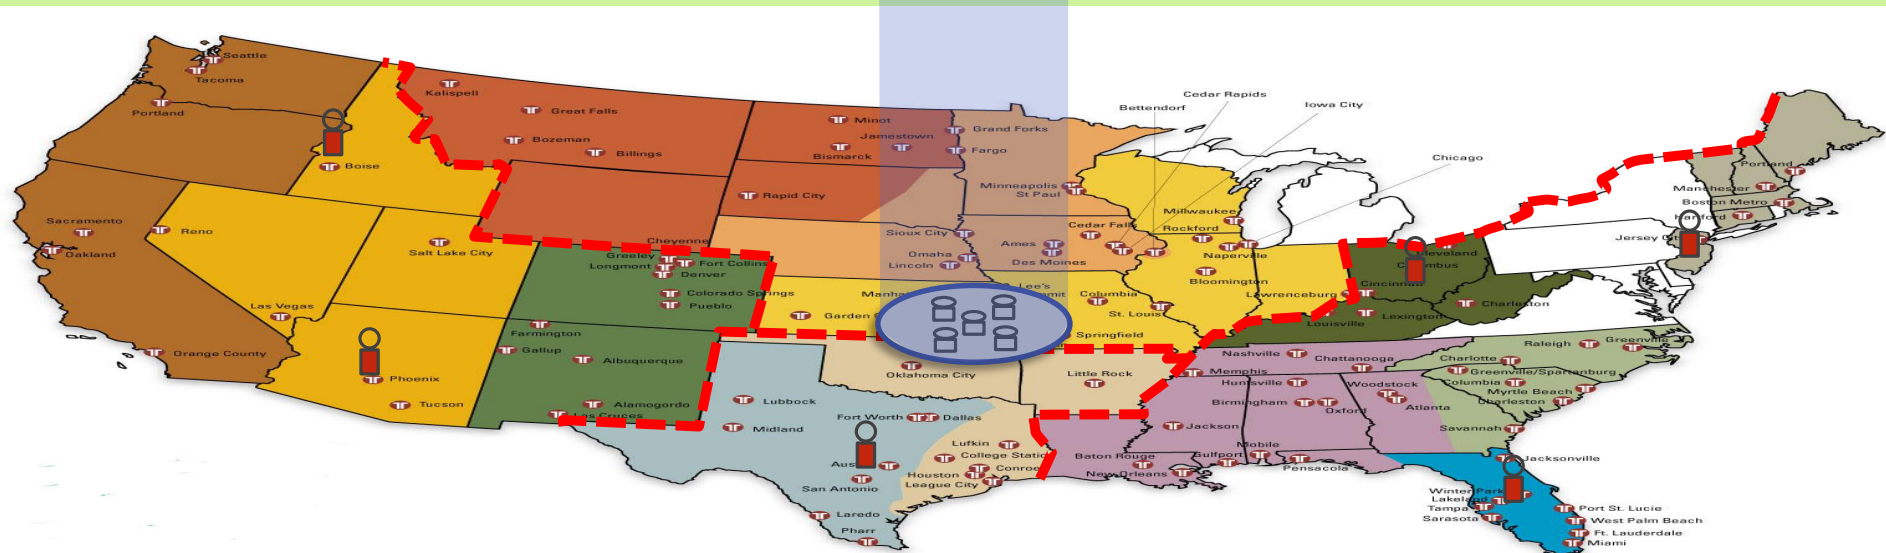 Seattle
Tacoma
Portland
Kalispell
Great Falls
Bozeman
Billings
Minot
Jamestown
Bismarck
Grand Forks
Fargo
Bettendorf
Cedar Rapids
Iowa City
Chicago
Boise
Rapid City
Minneapolis
St Paul
Millwaukee
Rockford
Portland
Manchester
Boston Metro
Hartford
Sacramento
Oakland
Reno
Salt Lake City
Cheyenne
Greeley
Fort Collins
Longmont
Denver
Colorado Springs
Pueblo
Sioux City
Omaha
Lincoln
Ames
Des Moines
Cedar Falls
Naperville
Bloomington
Lawrenceburg
Cleveland
Jersey
Las Vegas
Orange County
Phoenix
Tucson
Farmington
Gallup
Albuquerque
Alamogordo
Las Cruces
Garden
Lee's
Columbia
St. Louis
Springfield
Louisville
Lexington
Charleston
Oklahoma City
Little Rock
Nashville
Memphis
Chattanooga
Huntsville
Birmingham
Oxford
Woodstock
Atlanta
Charlotte
Raleigh
Greenville
Greenville/Spartanburg
Columbia
Myrtle Beach
Charleston
Savannah
Lubbock
Midland
Fort Worth
Dallas
Lufkin
College Stati
Conroe
Houston
League City
San Antonio
Laredo
Pharr
Jackson
Baton Rouge
New Orleans
Gulfport
Mobile
Pensacola
Jacksonville
Winter Park
Lakeland
Tampa
Sarasota
Port St. Lucie
West Palm Beach
Ft. Lauderdale
Miami